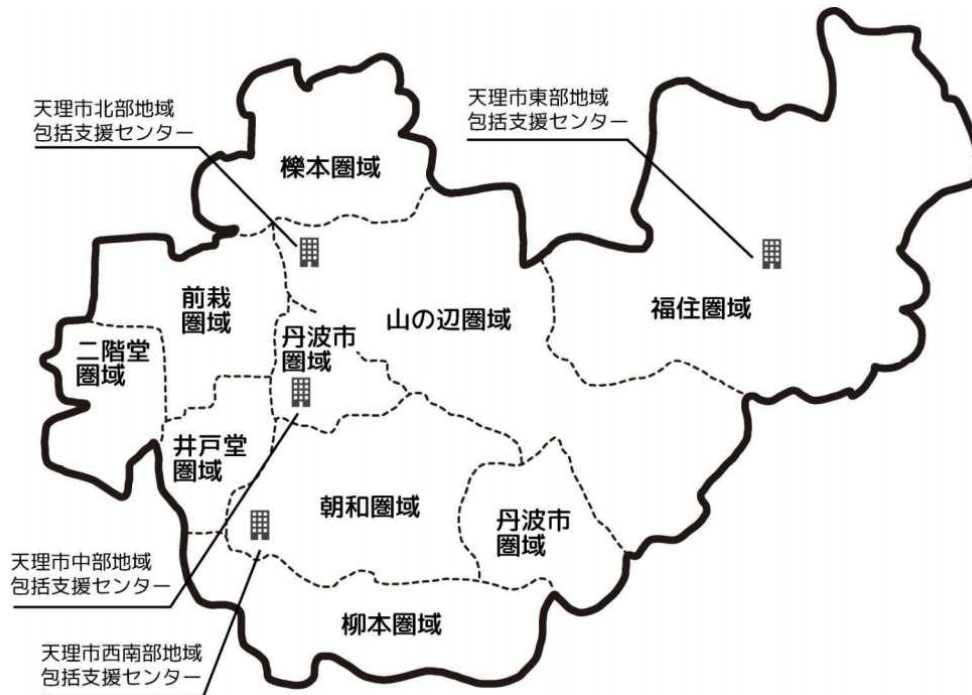 天理市北部地域
包括支援センター
天理市東部地域
包括支援センター
櫟本圏域
前栽
圏域
山の辺圏域
福住圏域
丹波市
圏域
二階堂
圏域
井戸堂
圏域
朝和圏域
丹波市
圏域
天理市中部地域
包括支援センター
柳本圏域
天理市西南部地域
包括支援センター